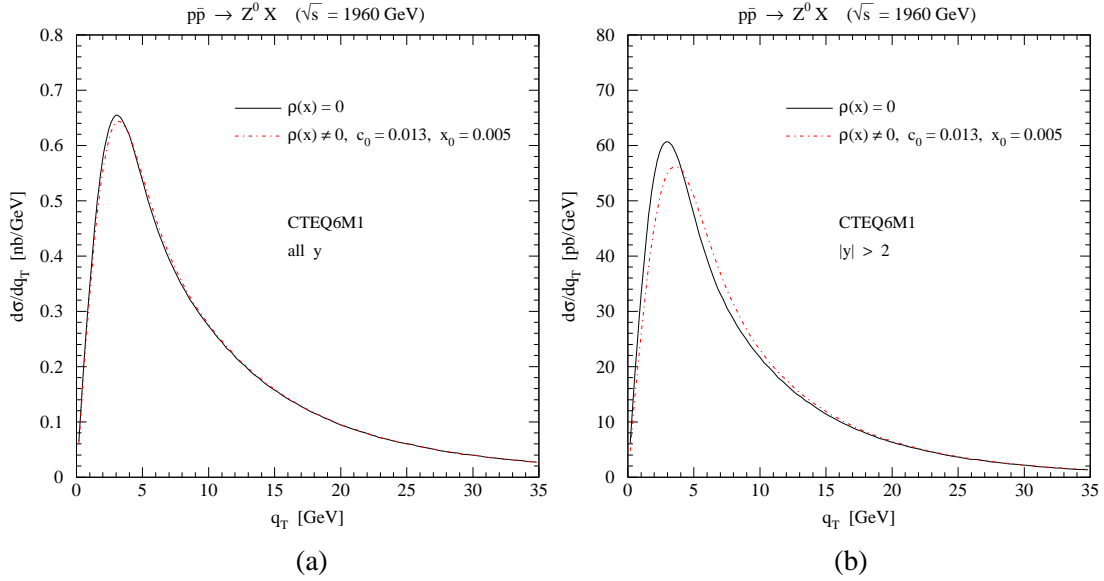 pp̄ → Z⁰ X (√s = 1960 GeV)
0.8
0.7
0.6
0.5
0.4
0.3
0.2
0.1
0
dσ/dq_T [nb/GeV]
ρ(x) = 0
ρ(x) ≠ 0, c₀ = 0.013, x₀ = 0.005
CTEQ6M1
all y
0 5 10 15 20 25 30 35
q_T [GeV]
(a)
pp̄ → Z⁰ X (√s = 1960 GeV)
80
70
60
50
40
30
20
10
0
dσ/dq_T [pb/GeV]
ρ(x) = 0
ρ(x) ≠ 0, c₀ = 0.013, x₀ = 0.005
CTEQ6M1
|y| > 2
0 5 10 15 20 25 30 35
q_T [GeV]
(b)